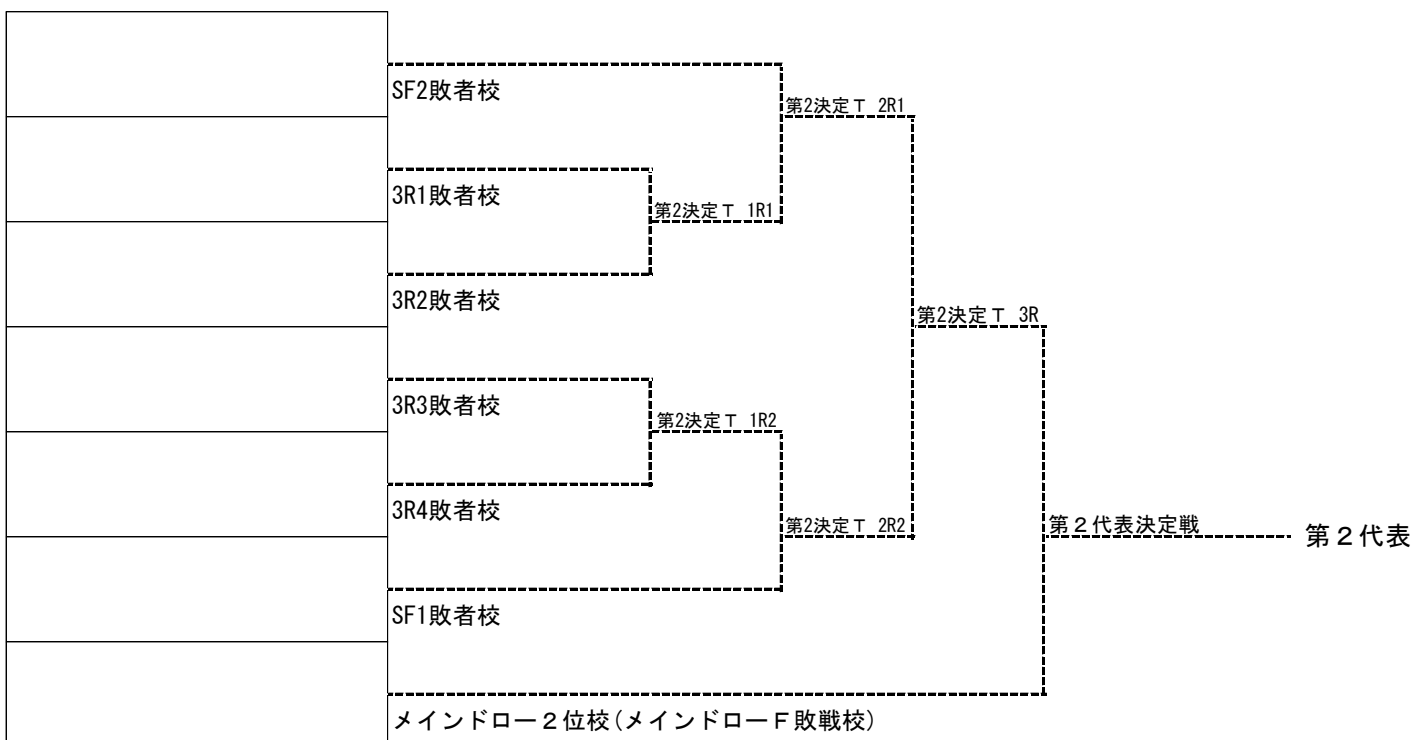 SF2敗者校
第2決定Ｔ 2R1
3R1敗者校
第2決定Ｔ 1R1
3R2敗者校
第2決定Ｔ 3R
3R3敗者校
第2決定Ｔ 1R2
3R4敗者校
第2決定Ｔ 2R2
第２代表決定戦
第２代表
SF1敗者校
メインドロー２位校(メインドローＦ敗戦校)